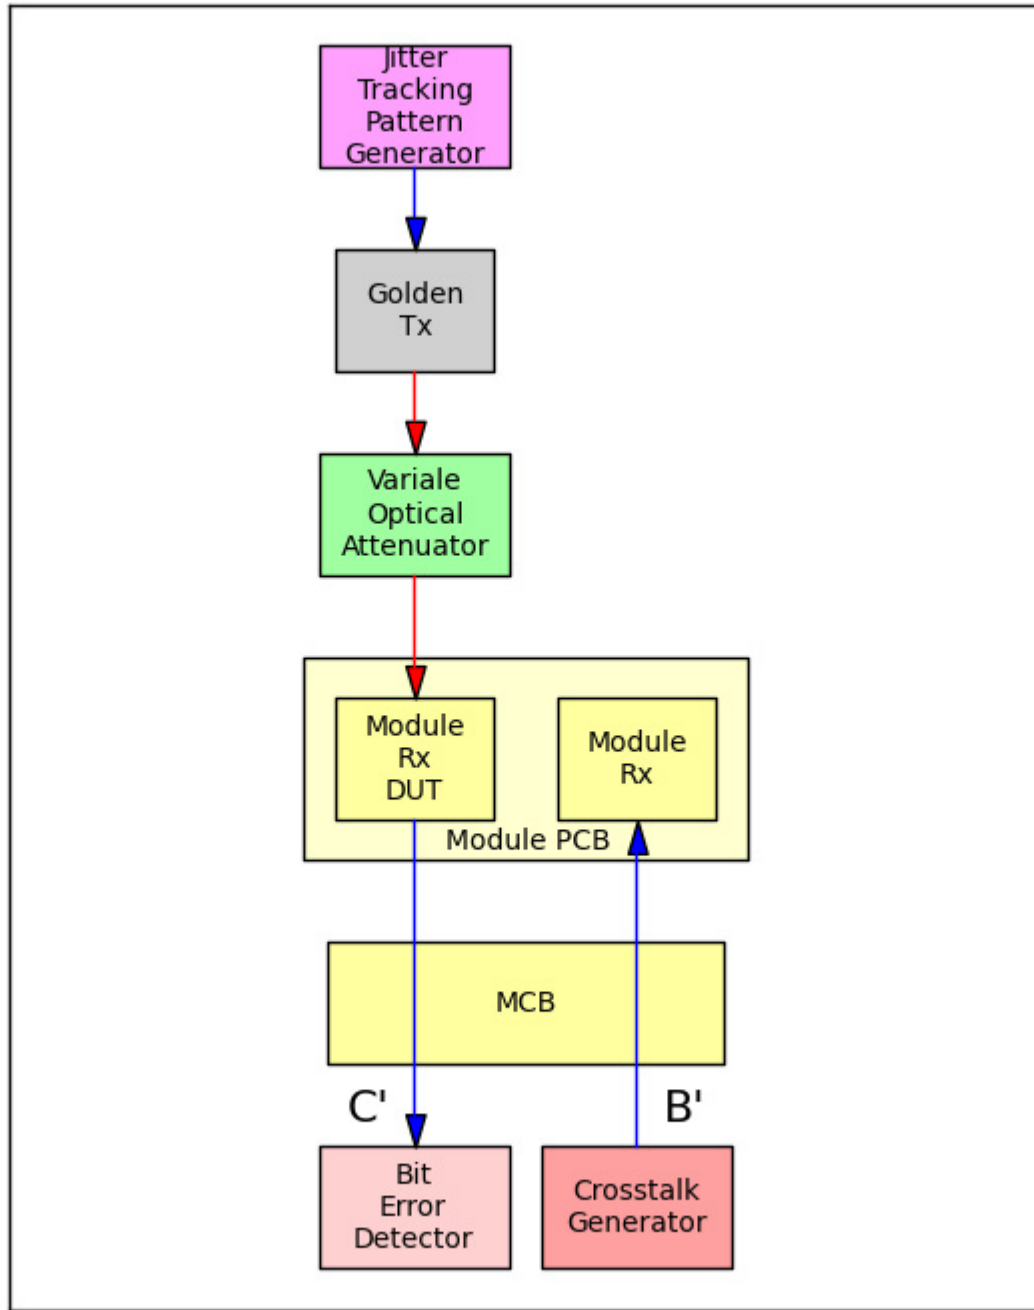 Jitter
Tracking
Pattern
Generator
Golden
Tx
Variale
Optical
Attenuator
Module
Rx
DUT
Module
Rx
Module PCB
MCB
C'
B'
Bit
Error
Detector
Crosstalk
Generator